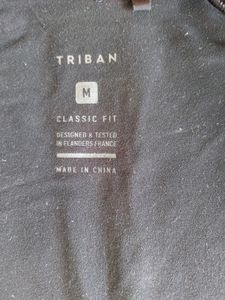 TRIBAN
M
CLASSIC FIT
DESIGNED & TESTED
IN FLANDERS FRANCE
MADE IN CHINA